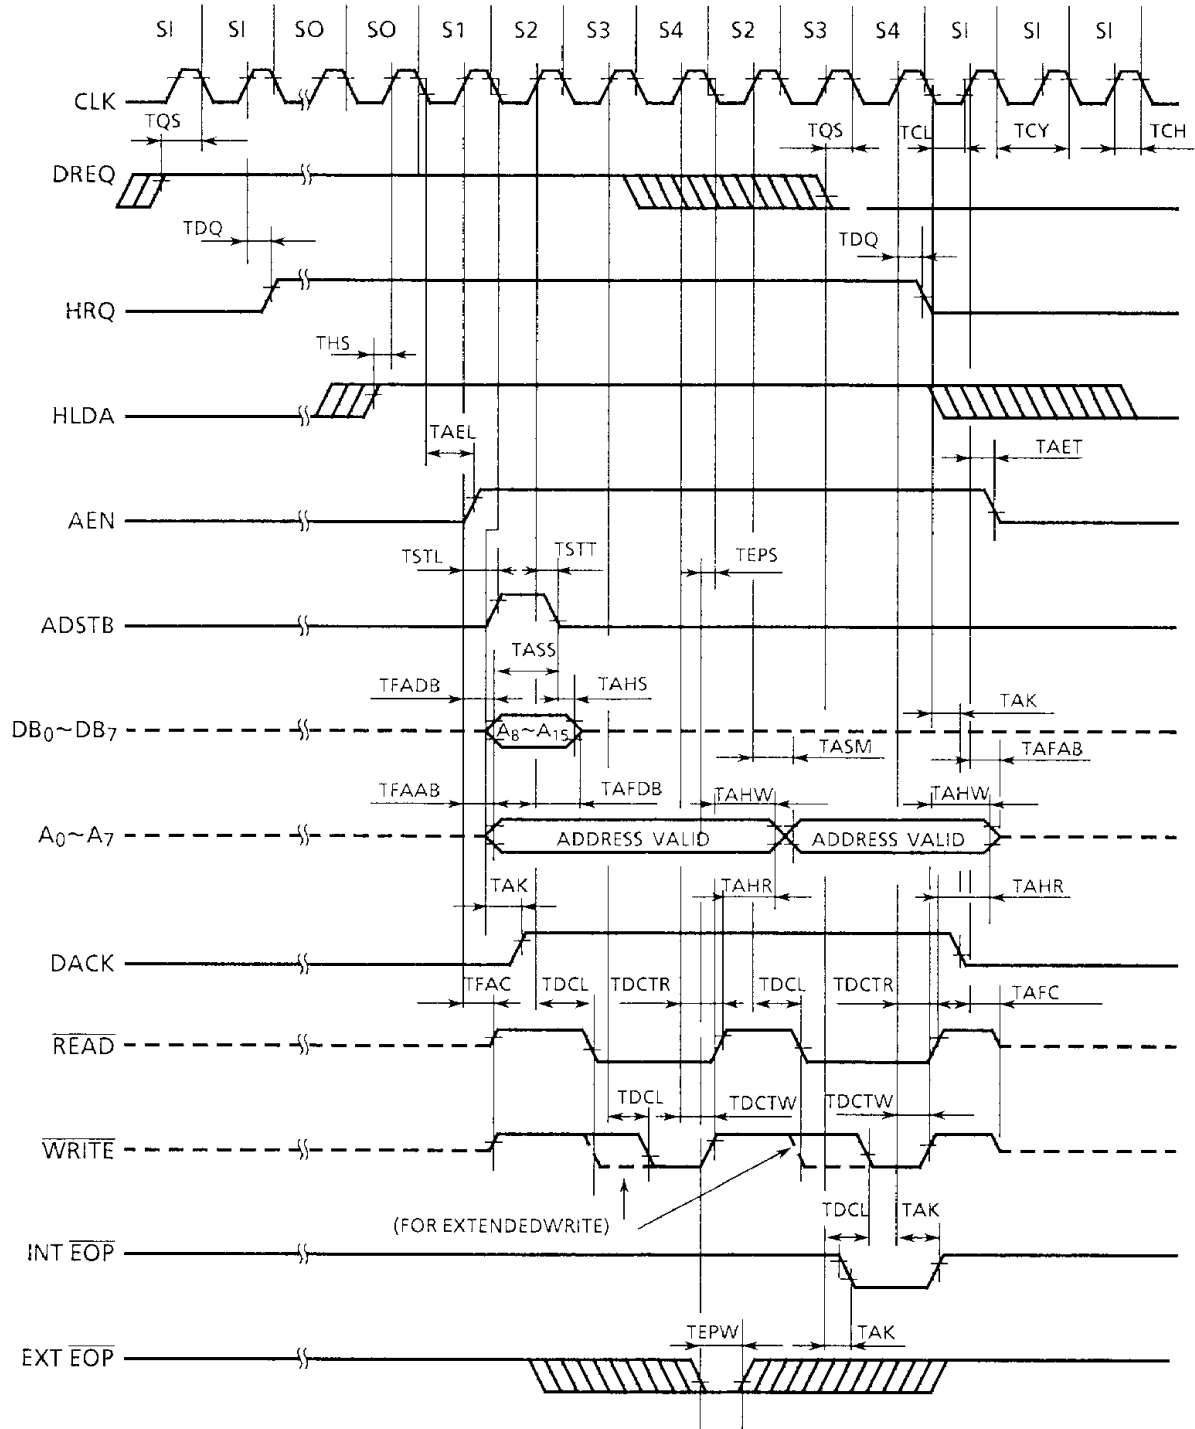 SI SI SO SO S1 S2 S3 S4 S2 S3 S4 SI SI SI
CLK
TQS TQS TCL TCY TCH
DREQ
TDQ TDQ
HRQ
THS
HLDA
TAEL TAET
AEN
TSTL TSTT TEPS
ADSTB
TASS
TFADB TAHS TAK
DB0~DB7 A8~A15
TASM TAFAB
TFAAB TAFDB TAHW TAHW
A0~A7 ADDRESS VALID ADDRESS VALID
TAK TAHR TAHR
DACK
TFAC TDCL TDCTR TDCL TDCTR TAFC
READ
TDCL TDCTW TDCTW
WRITE
(FOR EXTENDEDWRITE) TDCL TAK
INT EOP
TEPW TAK
EXT EOP